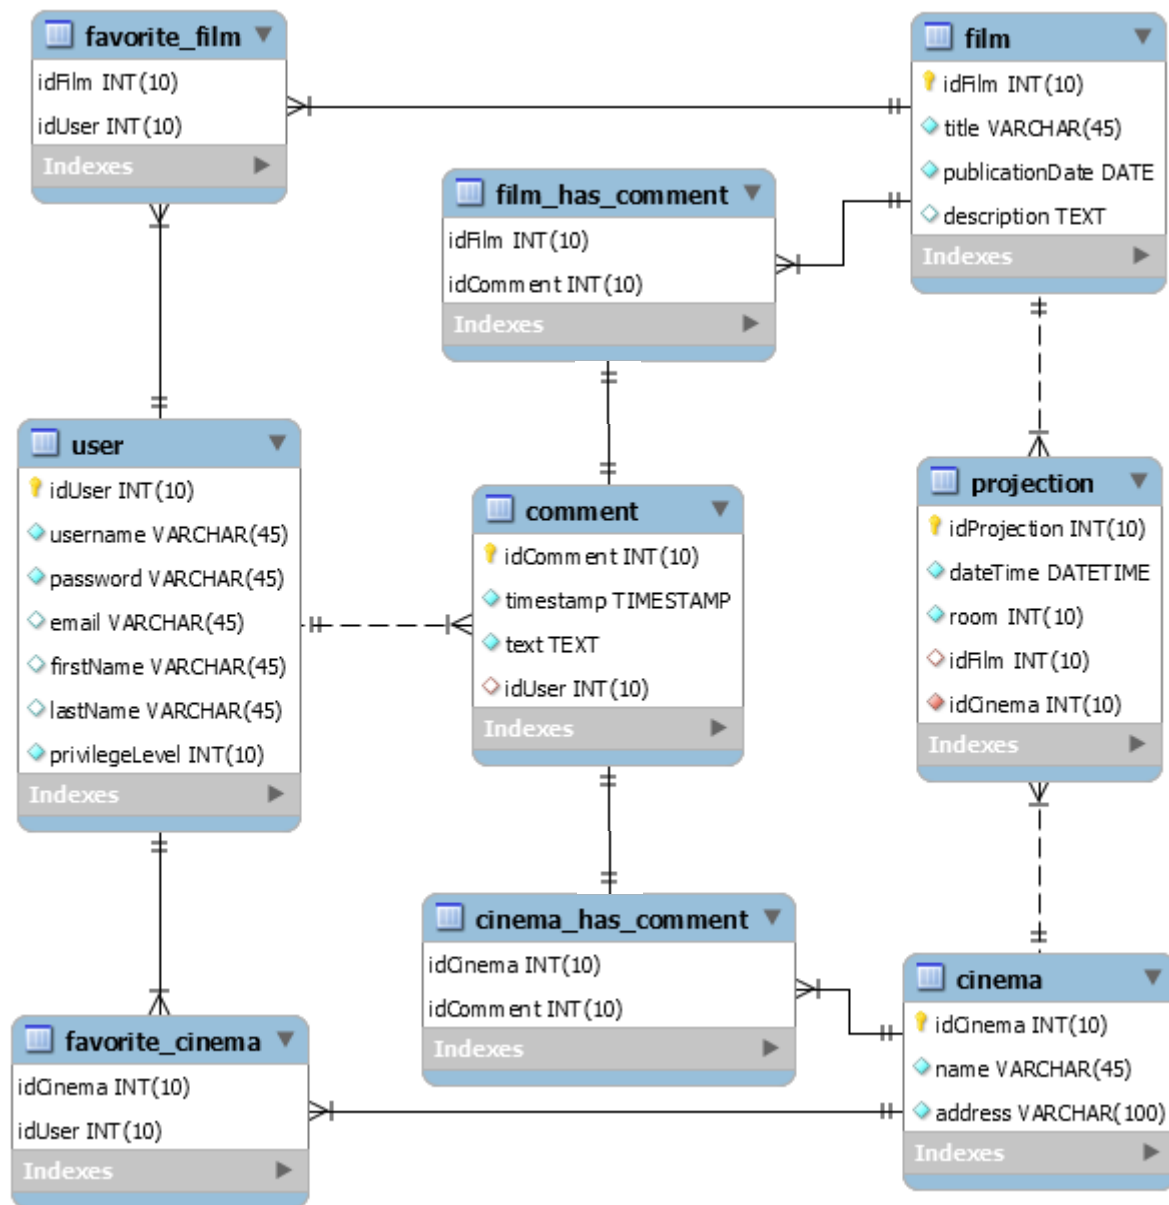 favorite_film
idFilm INT(10)
idUser INT(10)
Indexes
film
idFilm INT(10)
title VARCHAR(45)
publicationDate DATE
description TEXT
Indexes
film_has_comment
idFilm INT(10)
idComment INT(10)
Indexes
user
idUser INT(10)
username VARCHAR(45)
password VARCHAR(45)
email VARCHAR(45)
firstName VARCHAR(45)
lastName VARCHAR(45)
privilegeLevel INT(10)
Indexes
comment
idComment INT(10)
timestamp TIMESTAMP
text TEXT
idUser INT(10)
Indexes
projection
idProjection INT(10)
dateTime DATETIME
room INT(10)
idFilm INT(10)
idCinema INT(10)
Indexes
cinema_has_comment
idCinema INT(10)
idComment INT(10)
Indexes
cinema
idCinema INT(10)
name VARCHAR(45)
address VARCHAR(100)
Indexes
favorite_cinema
idCinema INT(10)
idUser INT(10)
Indexes